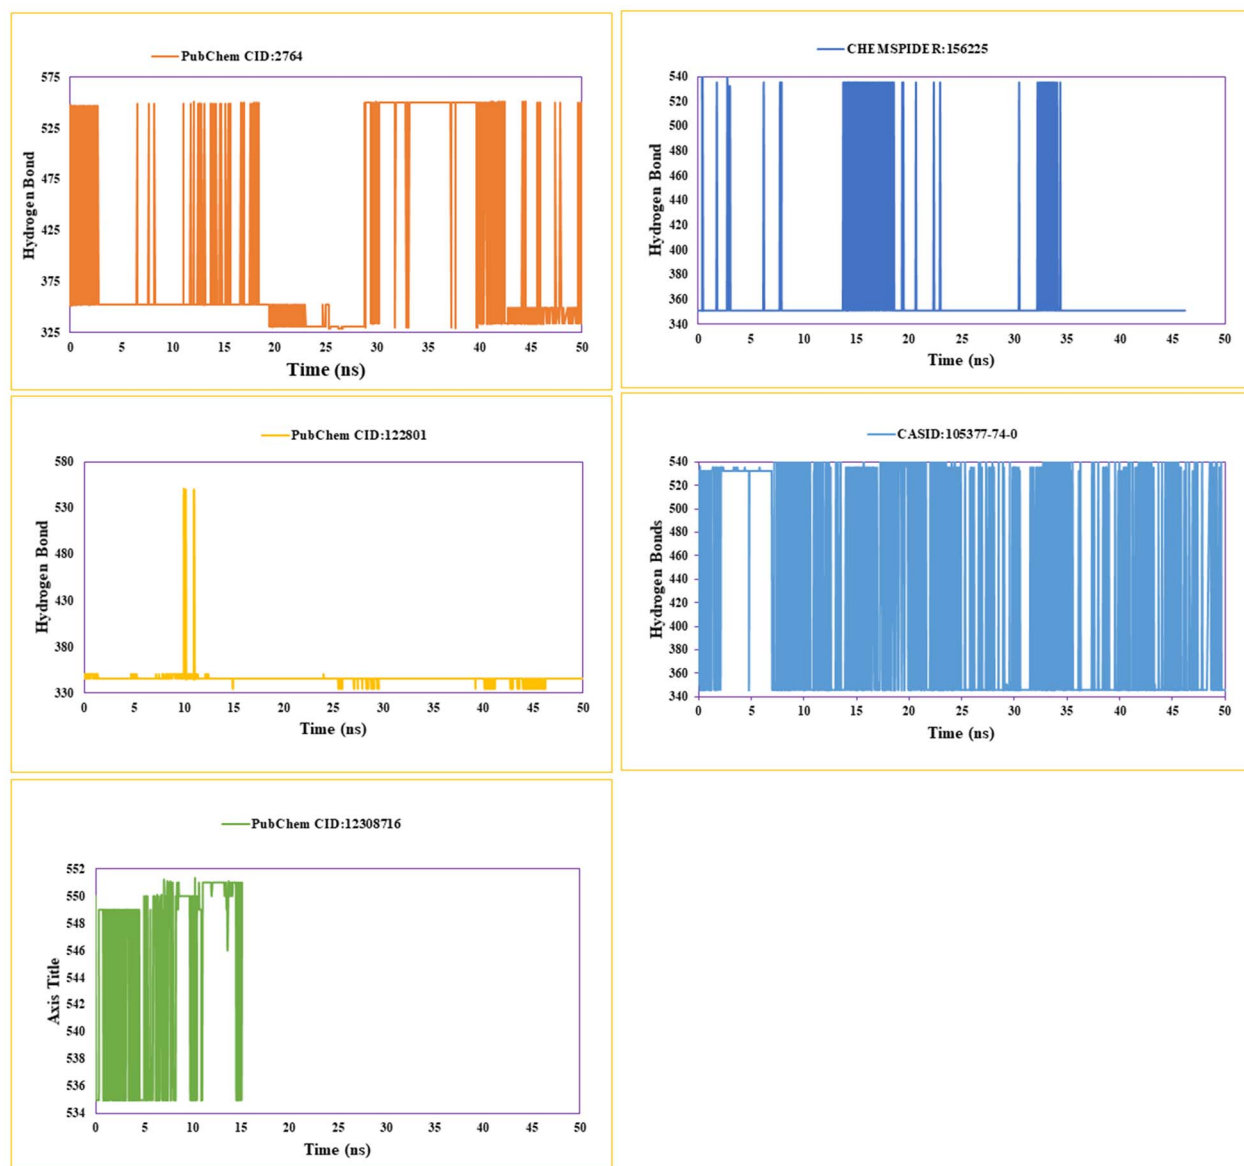 PubChem CID:2764
575
525
475
425
375
325
Hydrogen Bond
0 5 10 15 20 25 30 35 40 45 50
Time (ns)
CHEMSPIDER:156225
540
520
500
480
460
440
420
400
380
360
340
Hydrogen Bond
0 5 10 15 20 25 30 35 40 45 50
Time (ns)
PubChem CID:122801
580
530
480
430
380
330
Hydrogen Bond
0 5 10 15 20 25 30 35 40 45 50
Time (ns)
CASID:105377-74-0
540
520
500
480
460
440
420
400
380
360
340
Hydrogen Bonds
0 5 10 15 20 25 30 35 40 45 50
Time (ns)
PubChem CID:12308716
552
550
548
546
544
542
540
538
536
534
Axis Title
0 5 10 15 20 25 30 35 40 45 50
Time (ns)